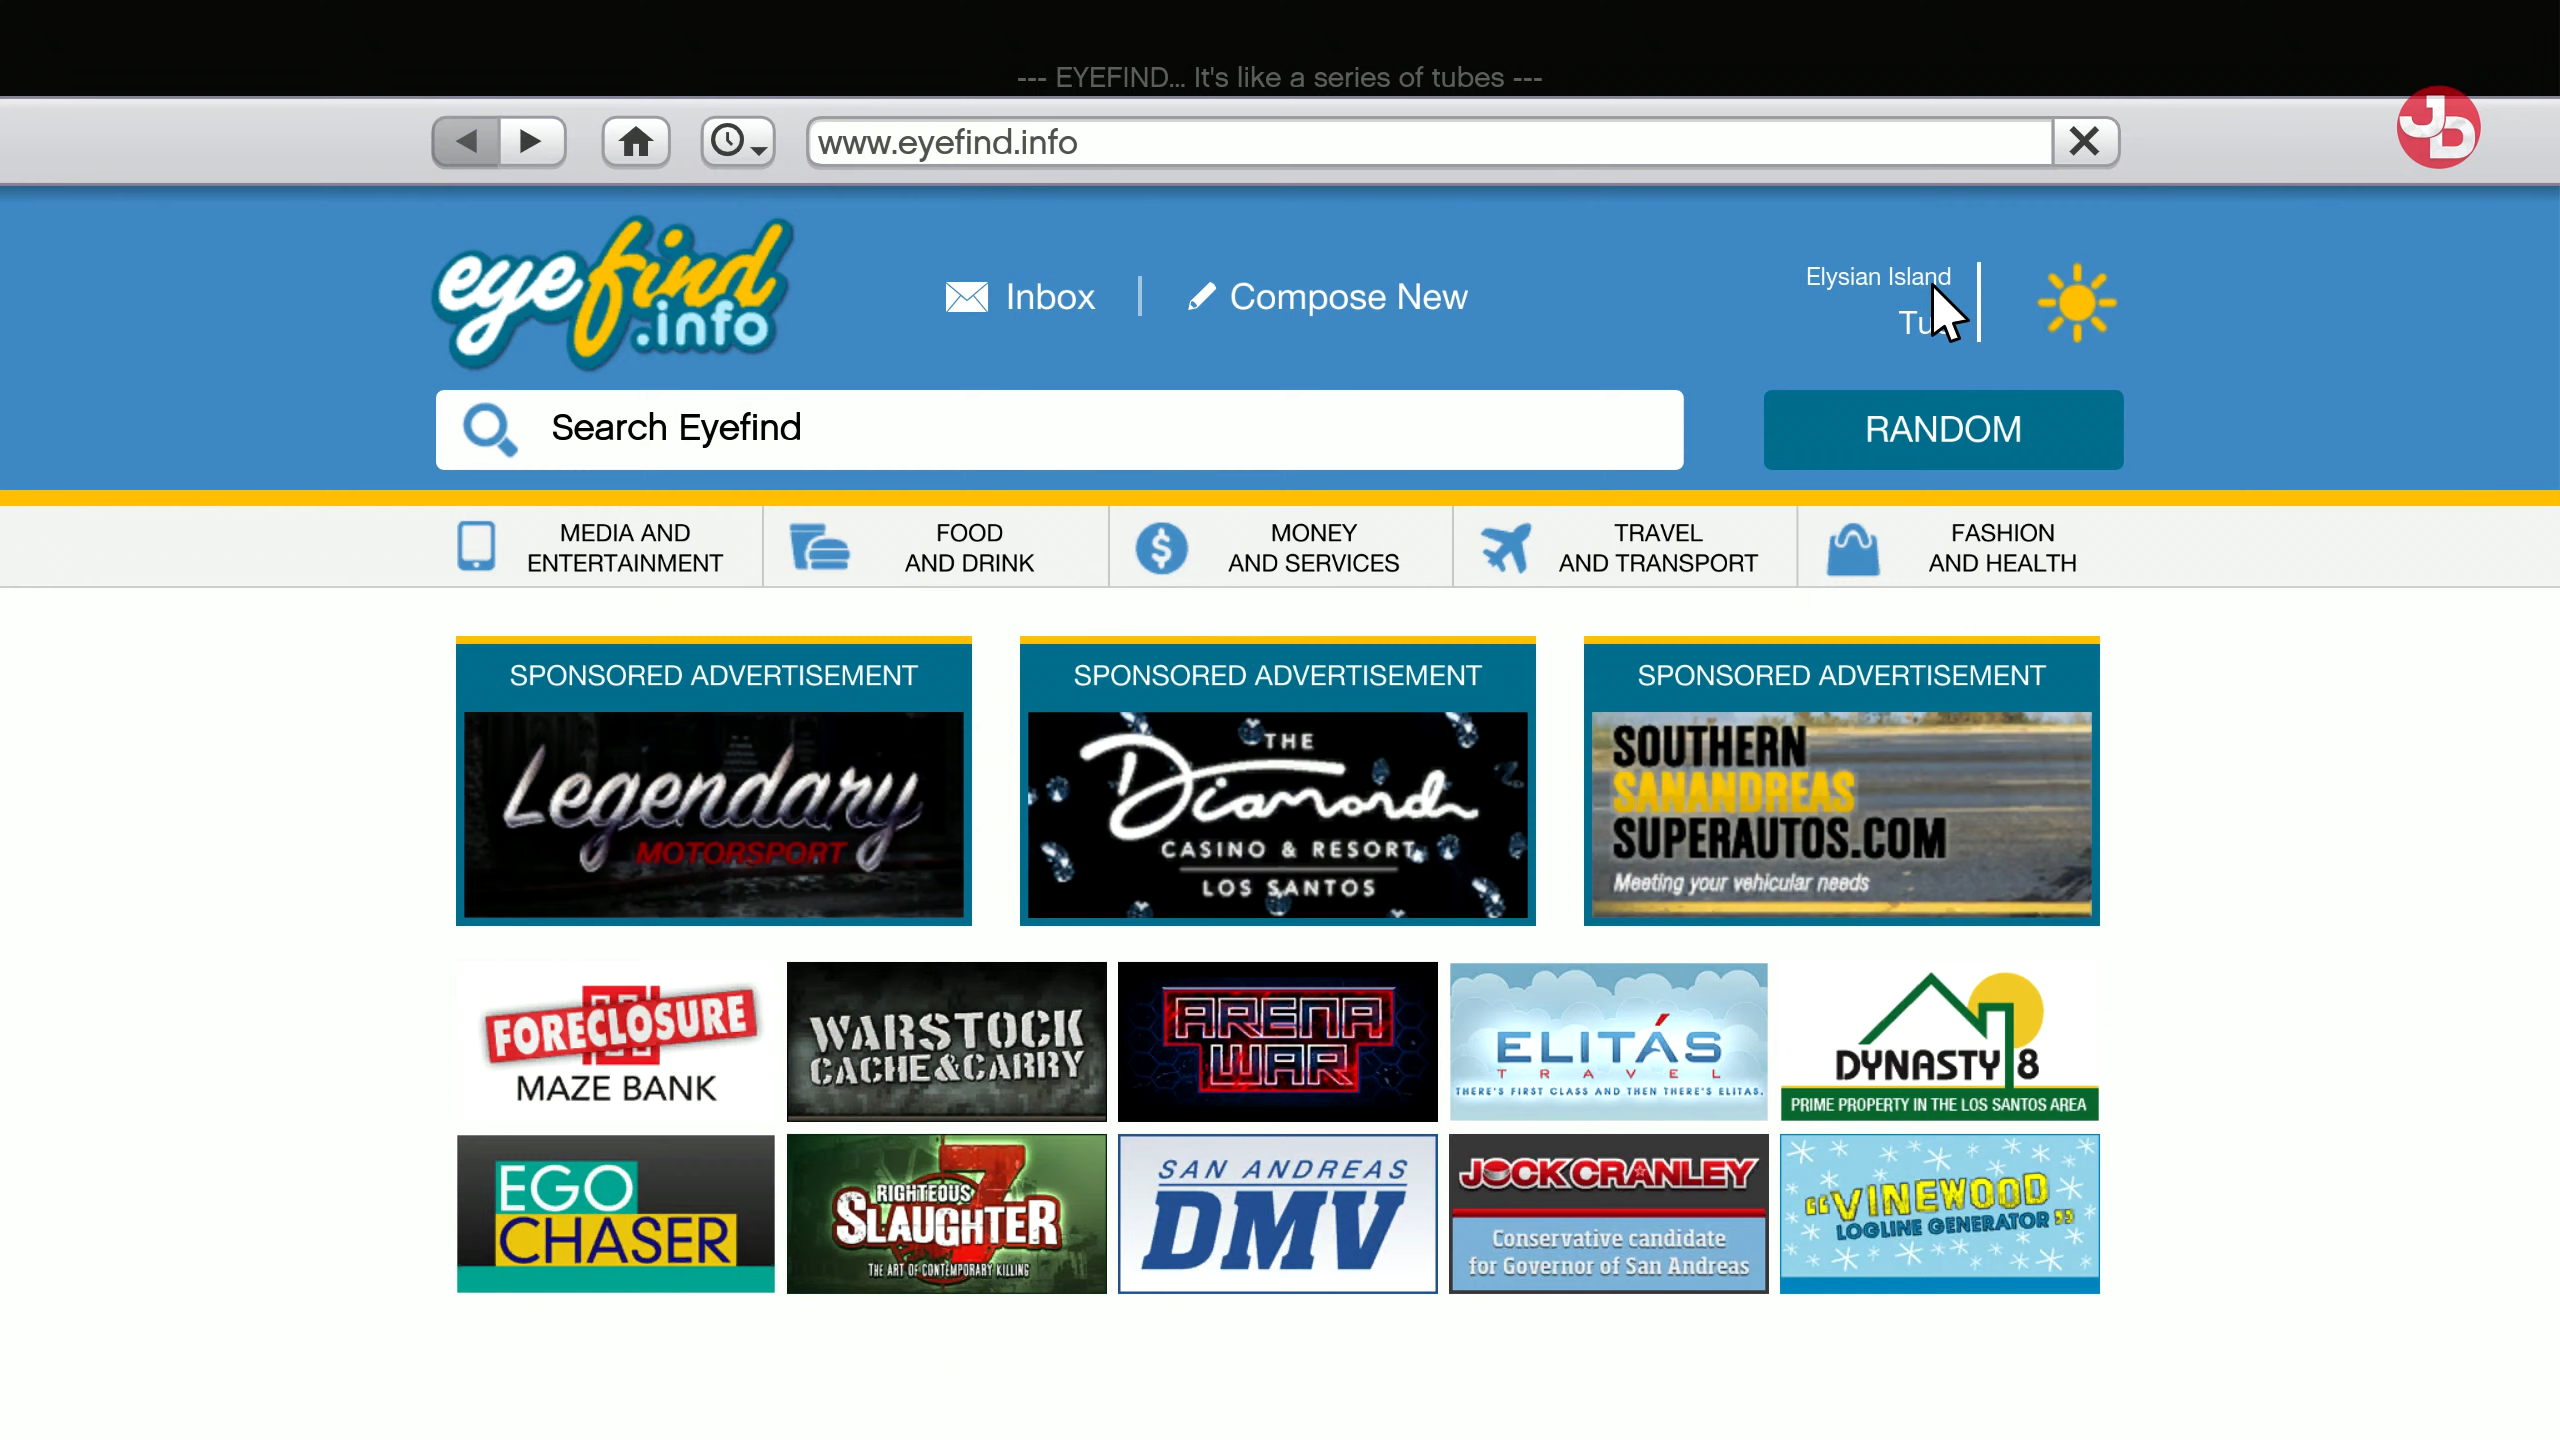 --- EYEFIND... It's like a series of tubes ---
JD
www.eyefind.info
eyefind
.info
Inbox
Compose New
Elysian Island
Search Eyefind
RANDOM
MEDIA AND
ENTERTAINMENT
FOOD
AND DRINK
MONEY
AND SERVICES
TRAVEL
AND TRANSPORT
FASHION
AND HEALTH
SPONSORED ADVERTISEMENT
Legendary
MOTORSPORT
SPONSORED ADVERTISEMENT
THE
Diamond
CASINO & RESORT
LOS SANTOS
SPONSORED ADVERTISEMENT
SOUTHERN
SANANDREAS
SUPERAUTOS.COM
Meeting your vehicular needs
FORECLOSURE
MAZE BANK
WARSTOCK
CACHE & CARRY
ARENA
WAR
ELITÁS
TRAVEL
THERE'S FIRST CLASS AND THEN THERE'S ELITAS.
DYNASTY 8
PRIME PROPERTY IN THE LOS SANTOS AREA
EGO
CHASER
RIGHTEOUS
SLAUGHTER
7
THE ART OF CONTEMPORARY KILLING
SAN ANDREAS
DMV
JOCK CRANLEY
Conservative candidate
for Governor of San Andreas
"VINEWOOD
LOGLINE GENERATOR"